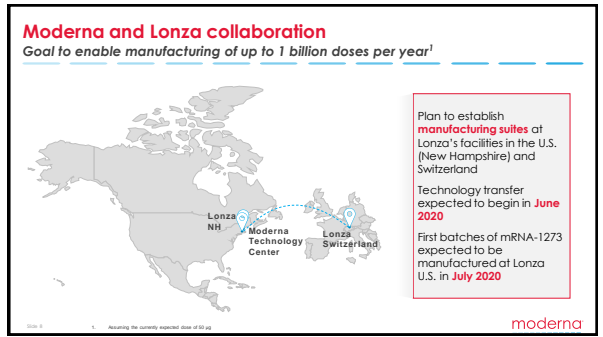 Moderna and Lonza collaboration
Goal to enable manufacturing of up to 1 billion doses per year1
Lonza
NH
Moderna
Technology
Center
Lonza
Switzerland
Plan to establish
manufacturing suites at
Lonza's facilities in the U.S.
(New Hampshire) and
Switzerland
Technology transfer
expected to begin in June
2020
First batches of mRNA-1273
expected to be
manufactured at Lonza
U.S. in July 2020
1. Assuming the currently expected dose of 50 µg
moderna